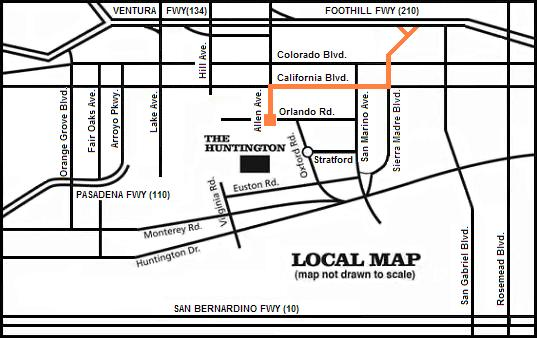 VENTURA FWY(134)
FOOTHILL FWY (210)
Hill Ave.
Colorado Blvd.
California Blvd.
Orange Grove Blvd.
Fair Oaks Ave.
Arroyo Pkwy.
Lake Ave.
Allen Ave.
Orlando Rd.
San Marino Ave.
Sierra Madre Blvd.
THE
HUNTINGTON
Oxford Rd.
Stratford
PASADENA FWY (110)
Virginia Rd.
Euston Rd.
Monterey Rd.
Huntington Dr.
LOCAL MAP
(map not drawn to scale)
San Gabriel Blvd.
Rosemead Blvd.
SAN BERNARDINO FWY (10)